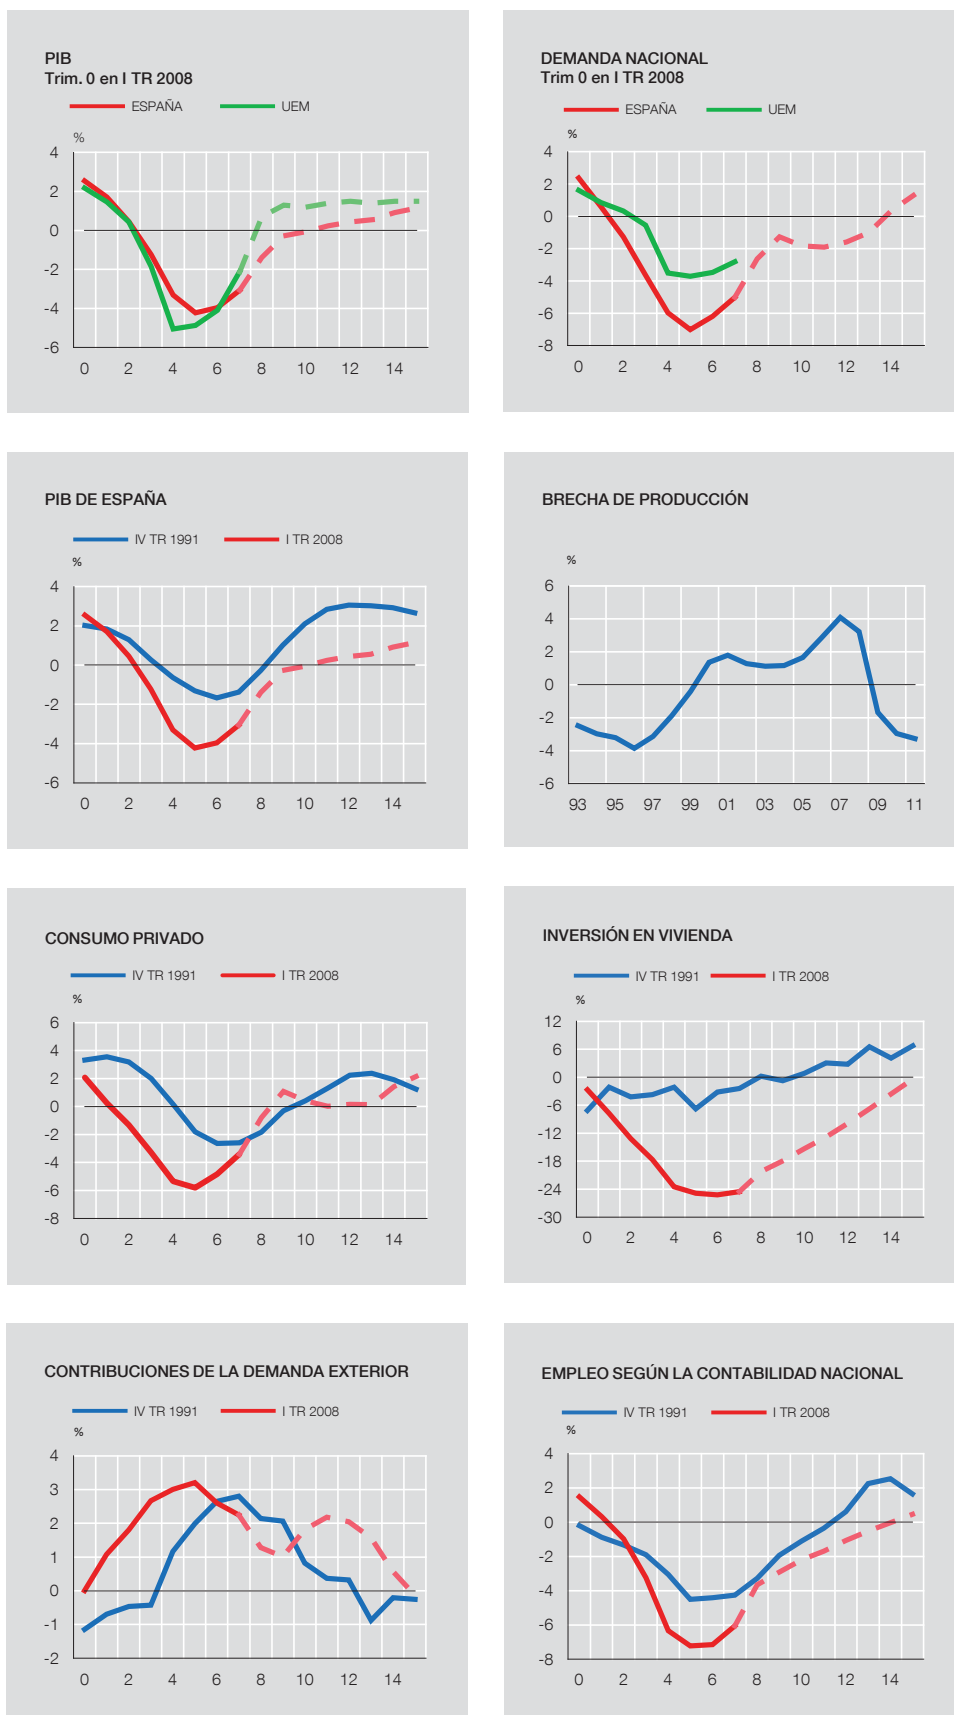 PIB
Trim. 0 en I TR 2008
ESPAÑA UEM
%
4
2
0
-2
-4
-6
0 2 4 6 8 10 12 14
DEMANDA NACIONAL
Trim 0 en I TR 2008
ESPAÑA UEM
%
4
2
0
-2
-4
-6
-8
0 2 4 6 8 10 12 14
PIB DE ESPAÑA
IV TR 1991 I TR 2008
%
4
2
0
-2
-4
-6
0 2 4 6 8 10 12 14
BRECHA DE PRODUCCIÓN
%
6
4
2
0
-2
-4
-6
93 95 97 99 01 03 05 07 09 11
CONSUMO PRIVADO
IV TR 1991 I TR 2008
%
6
4
2
0
-2
-4
-6
-8
0 2 4 6 8 10 12 14
INVERSIÓN EN VIVIENDA
IV TR 1991 I TR 2008
%
12
6
0
-6
-12
-18
-24
-30
0 2 4 6 8 10 12 14
CONTRIBUCIONES DE LA DEMANDA EXTERIOR
IV TR 1991 I TR 2008
%
4
3
2
1
0
-1
-2
0 2 4 6 8 10 12 14
EMPLEO SEGÚN LA CONTABILIDAD NACIONAL
IV TR 1991 I TR 2008
%
4
2
0
-2
-4
-6
-8
0 2 4 6 8 10 12 14